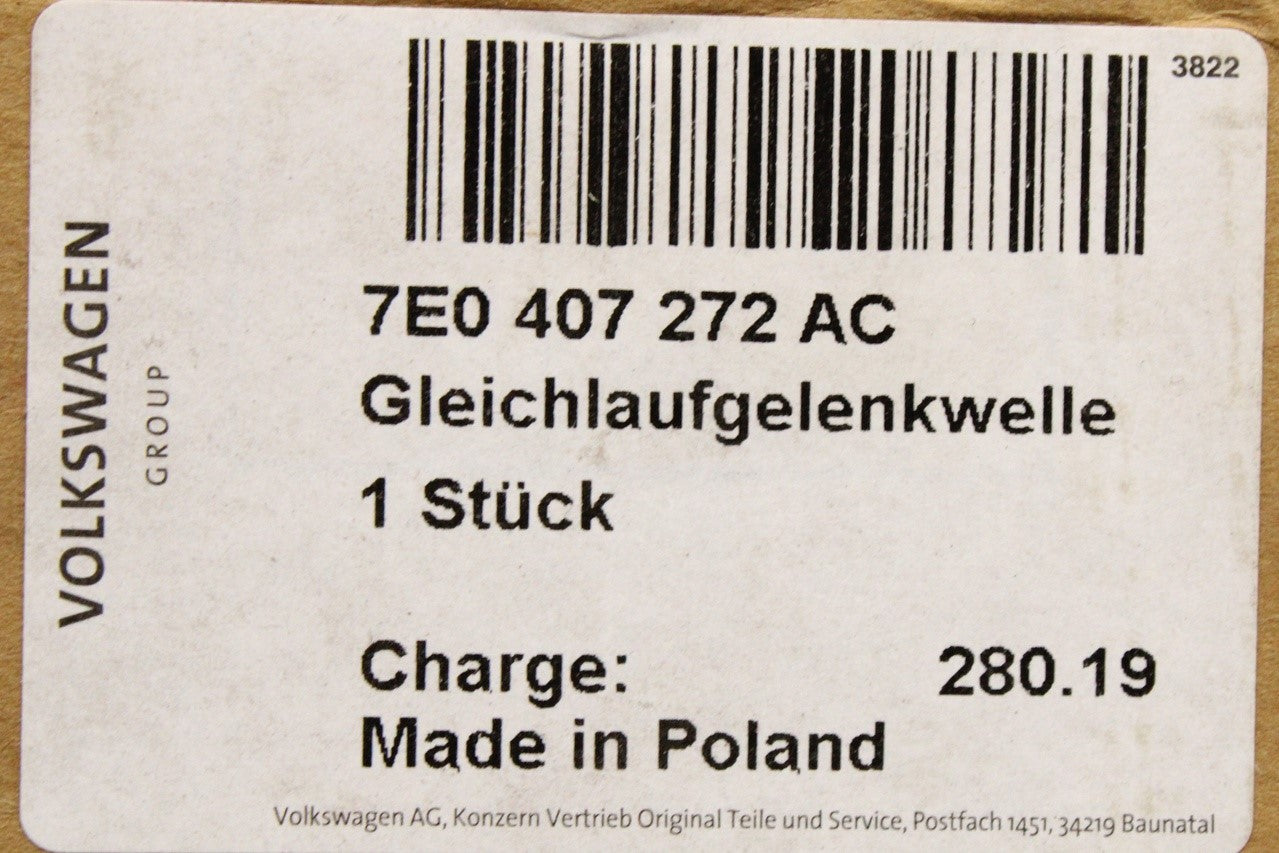 3822
VOLKSWAGEN
GROUP
7E0 407 272 AC
Gleichlaufgelenkwelle
1 Stück
Charge: 280.19
Made in Poland
Volkswagen AG, Konzern Vertrieb Original Teile und Service, Postfach 1451, 34219 Baunatal